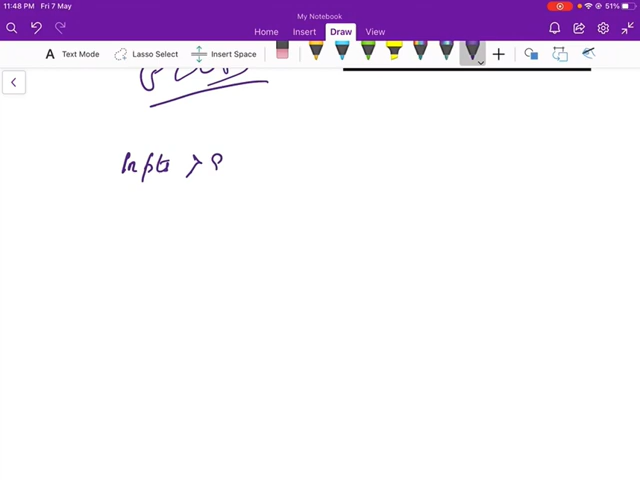 11:48 PM Fri 7 May
51%
My Notebook
Home Insert Draw View
A Text Mode Lasso Select Insert Space